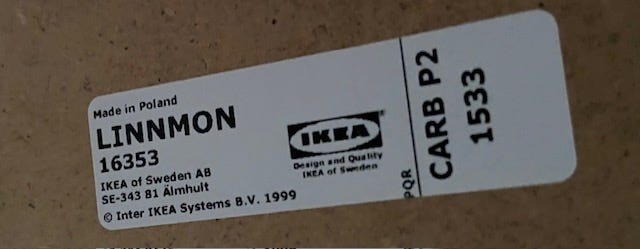 Made in Poland
LINNMON
16353
IKEA of Sweden AB
SE-343 81 Älmhult
© Inter IKEA Systems B.V. 1999
IKEA®
Design and Quality
IKEA of Sweden
PQR
CARB P2
1533